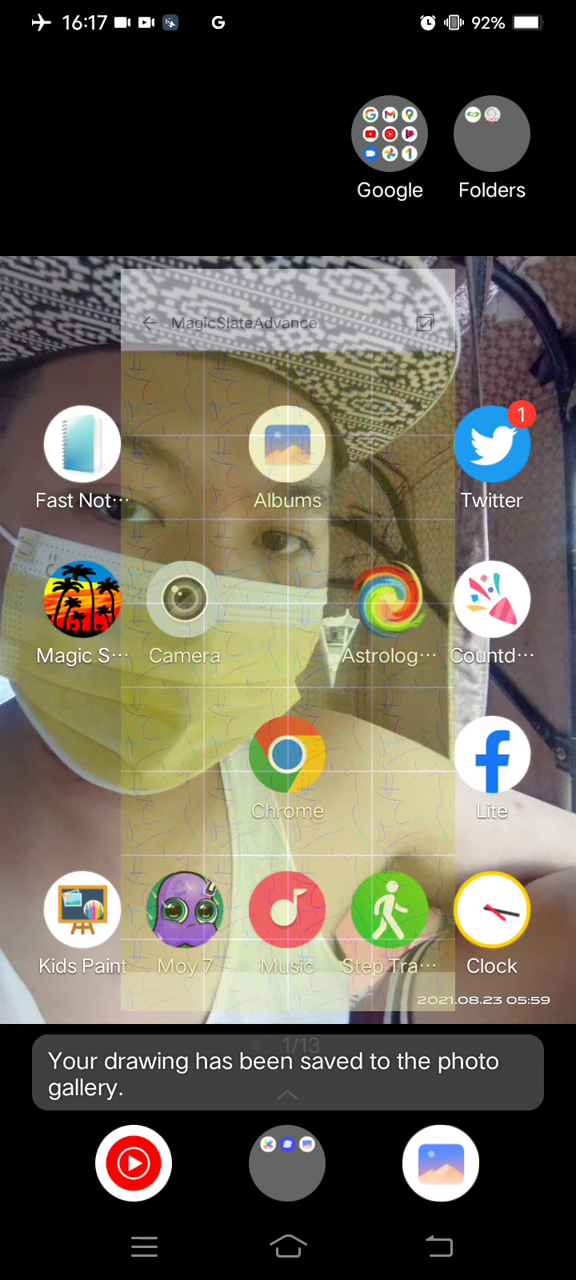 16:17
G
92%
Google
Folders
MagicSlateAdvance
Fast Not···
Albums
Twitter
1
Magic S···
Camera
Astrolog···
Countd···
Chrome
Lite
Kids Paint
Moy 7
Music
Step Tra···
Clock
2021.08.23 05:59
1/13
Your drawing has been saved to the photo
gallery.